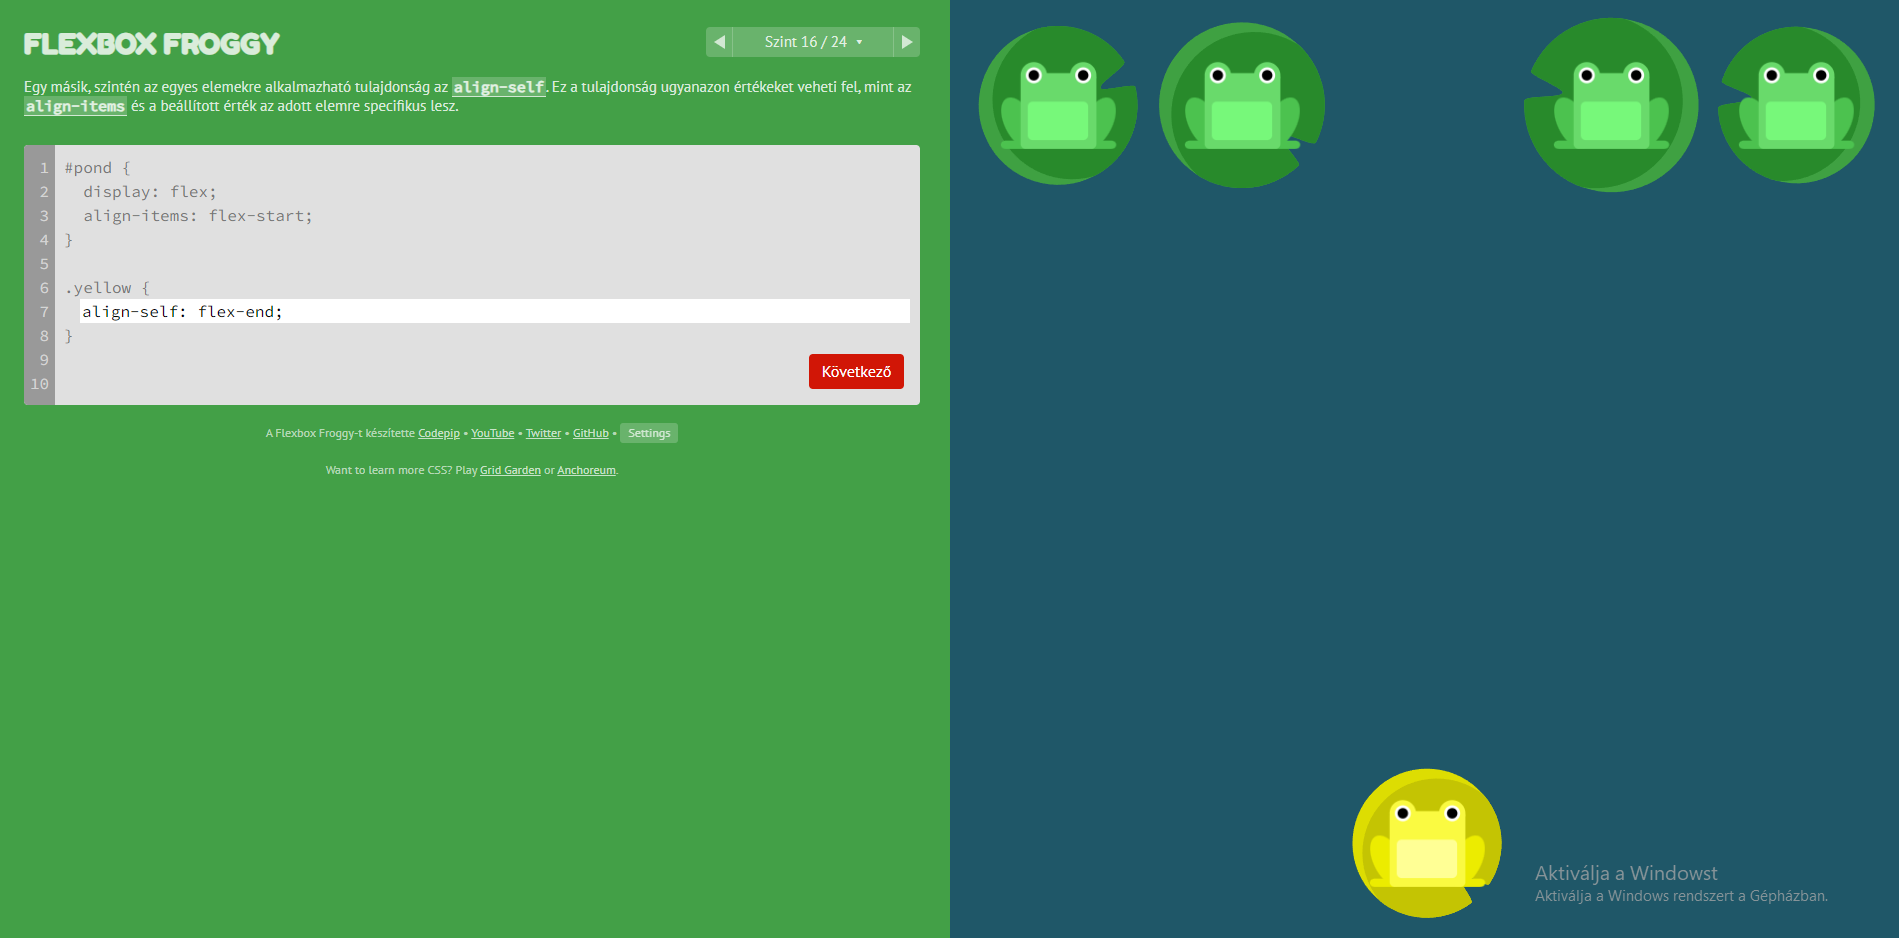 FLEXBOX FROGGY
Szint 16 / 24
Egy másik, szintén az egyes elemekre alkalmazható tulajdonság az align-self. Ez a tulajdonság ugyanazon értékeket veheti fel, mint az
align-items és a beállított érték az adott elemre specifikus lesz.
1 #pond {
2 display: flex;
3 align-items: flex-start;
4 }
5
6 .yellow {
7 align-self: flex-end;
8 }
9
10
Következő
A Flexbox Froggy-t készítette Codepip • YouTube • Twitter • GitHub • Settings
Want to learn more CSS? Play Grid Garden or Anchoreum.
Aktiválja a Windowst
Aktiválja a Windows rendszert a Gépházban.